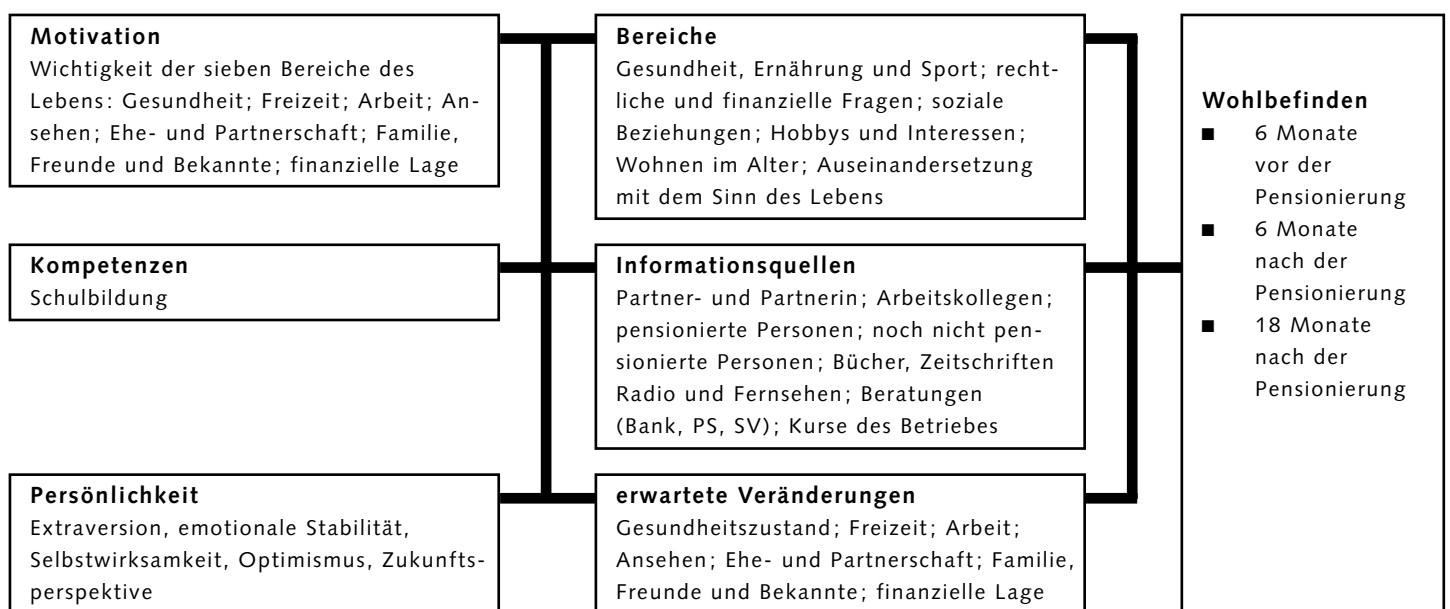 Motivation
Wichtigkeit der sieben Bereiche des
Lebens: Gesundheit; Freizeit; Arbeit; An-
sehen; Ehe- und Partnerschaft; Familie,
Freunde und Bekannte; finanzielle Lage
Kompetenzen
Schulbildung
Persönlichkeit
Extraversion, emotionale Stabilität,
Selbstwirksamkeit, Optimismus, Zukunfts-
perspektive
Bereiche
Gesundheit, Ernährung und Sport; recht-
liche und finanzielle Fragen; soziale
Beziehungen; Hobbys und Interessen;
Wohnen im Alter; Auseinandersetzung
mit dem Sinn des Lebens
Informationsquellen
Partner- und Partnerin; Arbeitskollegen;
pensionierte Personen; noch nicht pen-
sionierte Personen; Bücher, Zeitschriften
Radio und Fernsehen; Beratungen
(Bank, PS, SV); Kurse des Betriebes
erwartete Veränderungen
Gesundheitszustand; Freizeit; Arbeit;
Ansehen; Ehe- und Partnerschaft; Familie,
Freunde und Bekannte; finanzielle Lage
Wohlbefinden
■ 6 Monate
vor der
Pensionierung
■ 6 Monate
nach der
Pensionierung
■ 18 Monate
nach der
Pensionierung